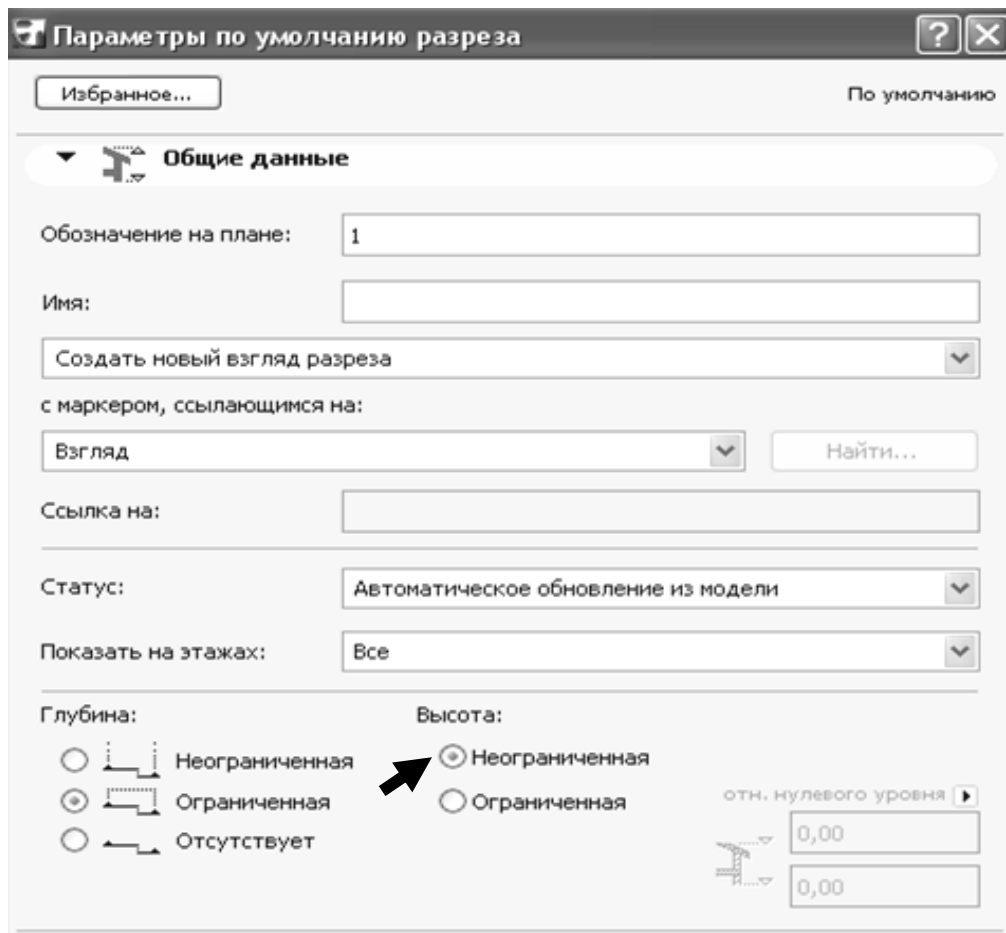 Параметры по умолчанию разреза ?
Избранное... По умолчанию
Общие данные
Обозначение на плане: 1
Имя:
Создать новый взгляд разреза
с маркером, ссылающимся на:
Взгляд Найти...
Ссылка на:
Статус: Автоматическое обновление из модели
Показать на этажах: Все
Глубина: Высота:
Неограниченная Неограниченная
Ограниченная Ограниченная отн. нулевого уровня
Отсутствует 0,00
0,00